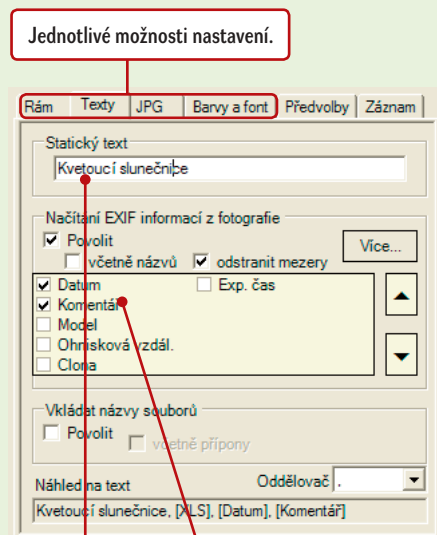 Jednotlivé možnosti nastavení.
Rám Texty JPG Barvy a font Předvolby Záznam
Statický text
Kvetoucí slunečnice
Načítání EXIF informací z fotografie
Povolit
Více...
včetně názvů odstranit mezery
Datum Exp. čas
Komentář
Model
Ohnisková vzdál.
Clona
Vkládat názvy souborů
Povolit včetně přípony
Náhled na text Oddělovač .
Kvetoucí slunečnice, [XLS], [Datum], [Komentář]